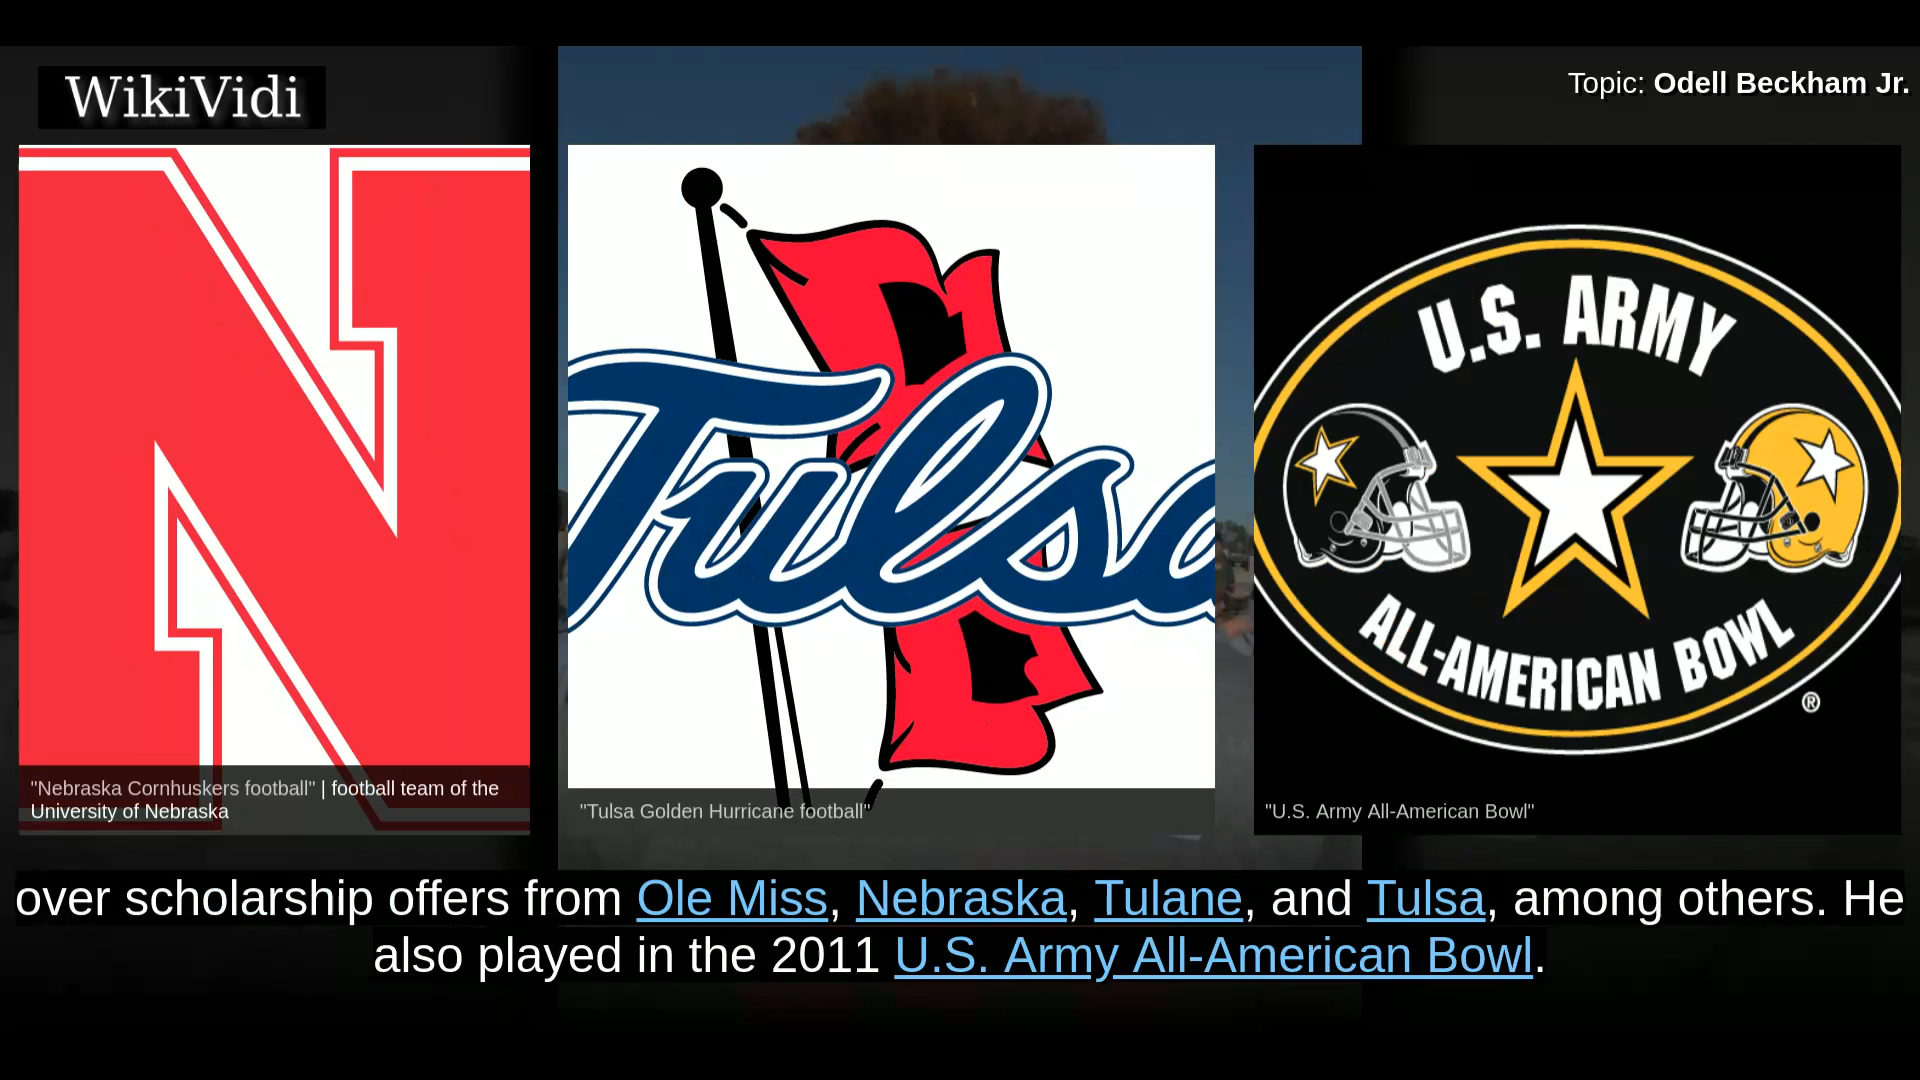 WikiVidi
Topic: Odell Beckham Jr.
N
Tulsa
U.S. ARMY
ALL-AMERICAN BOWL
®
"Nebraska Cornhuskers football" | football team of the
University of Nebraska
"Tulsa Golden Hurricane football"
"U.S. Army All-American Bowl"
over scholarship offers from Ole Miss, Nebraska, Tulane, and Tulsa, among others. He
also played in the 2011 U.S. Army All-American Bowl.